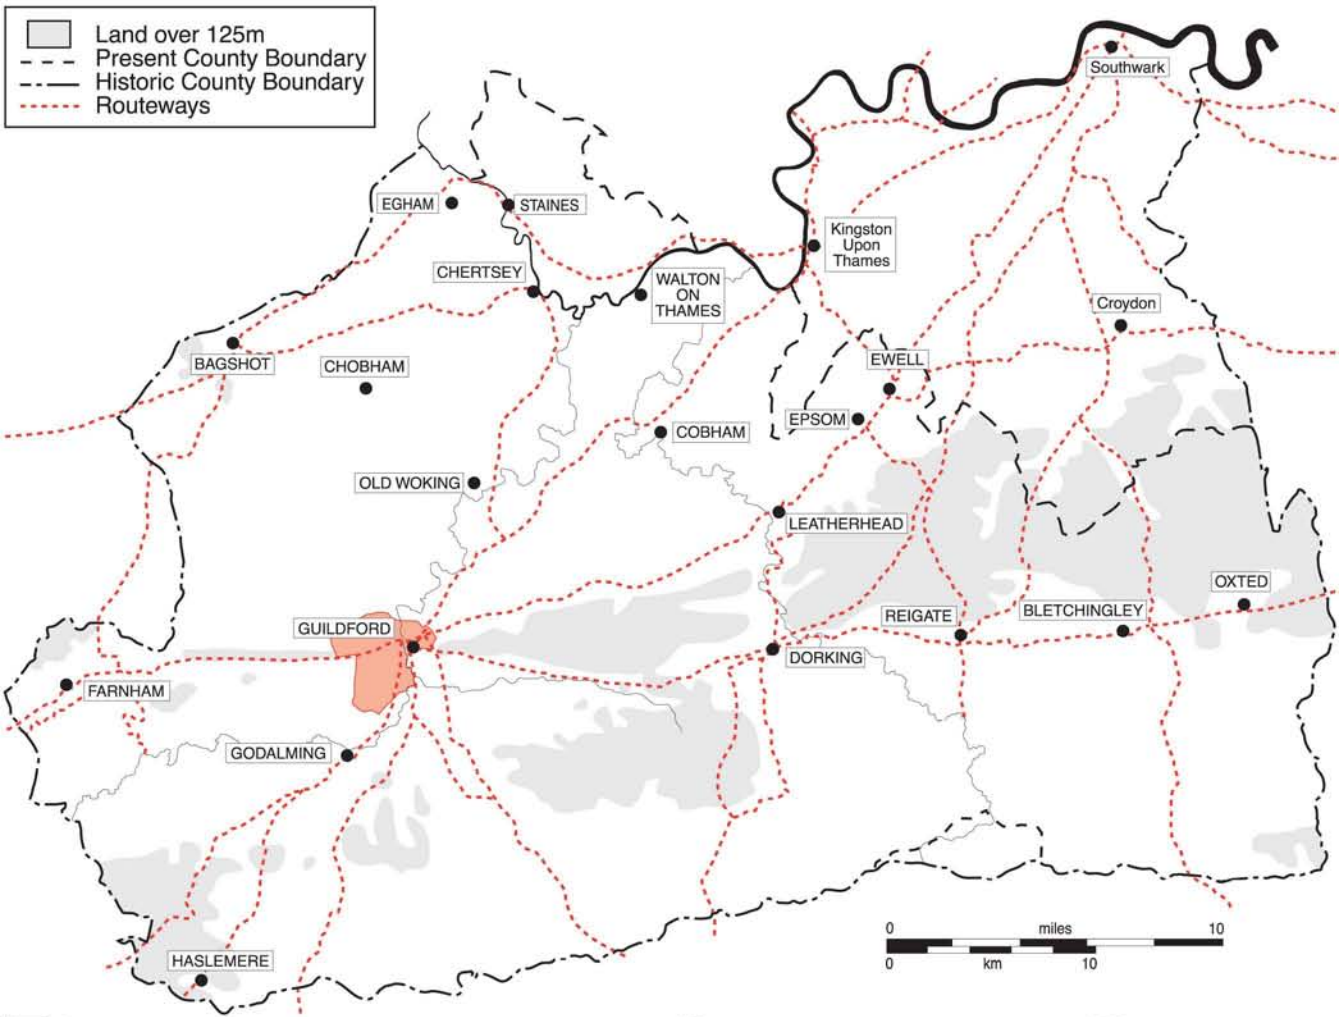 Land over 125m
Present County Boundary
Historic County Boundary
Routeways
Southwark
EGHAM
STAINES
Kingston
Upon
Thames
CHERTSEY
WALTON
ON
THAMES
Croydon
BAGSHOT
CHOBHAM
EWELL
EPSOM
COBHAM
OLD WOKING
LEATHERHEAD
OXTED
BLETCHINGLEY
REIGATE
GUILDFORD
DORKING
FARNHAM
GODALMING
HASLEMERE
0 miles 10
0 km 10